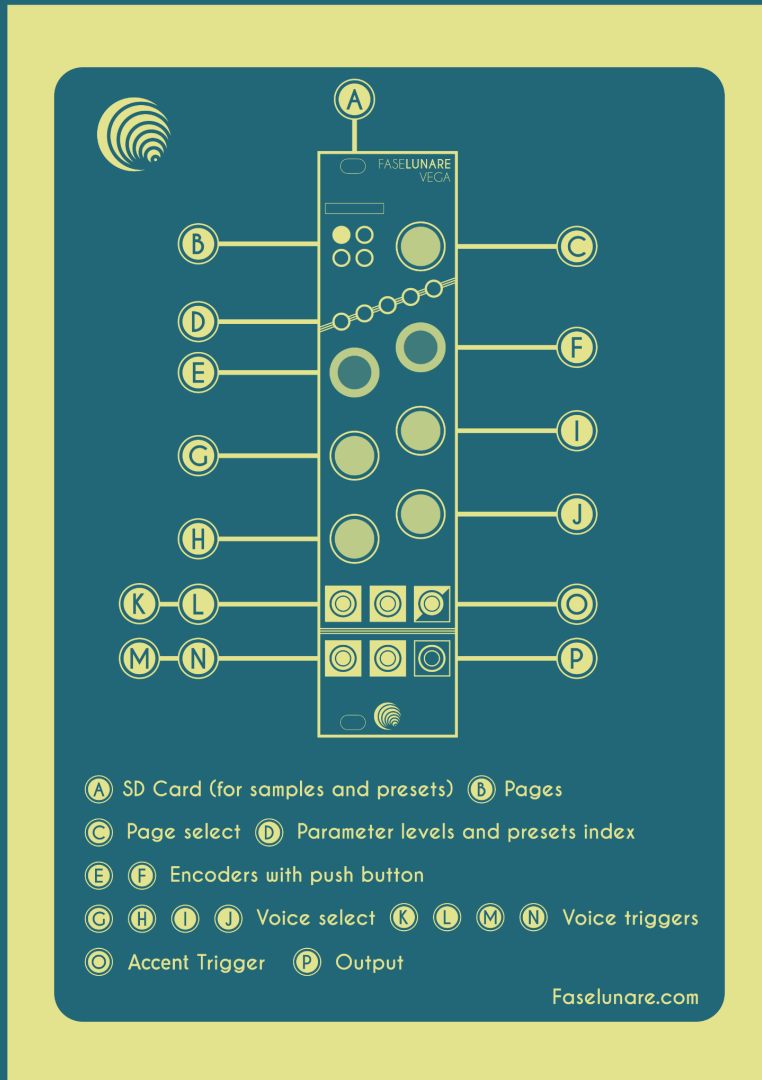 A
FASELUNARE
VEGA
B
C
D
F
E
I
G
J
H
K L O
M N P
A SD Card (for samples and presets) B Pages
C Page select D Parameter levels and presets index
E F Encoders with push button
G H I J Voice select K L M N Voice triggers
O Accent Trigger P Output
Faselunare.com